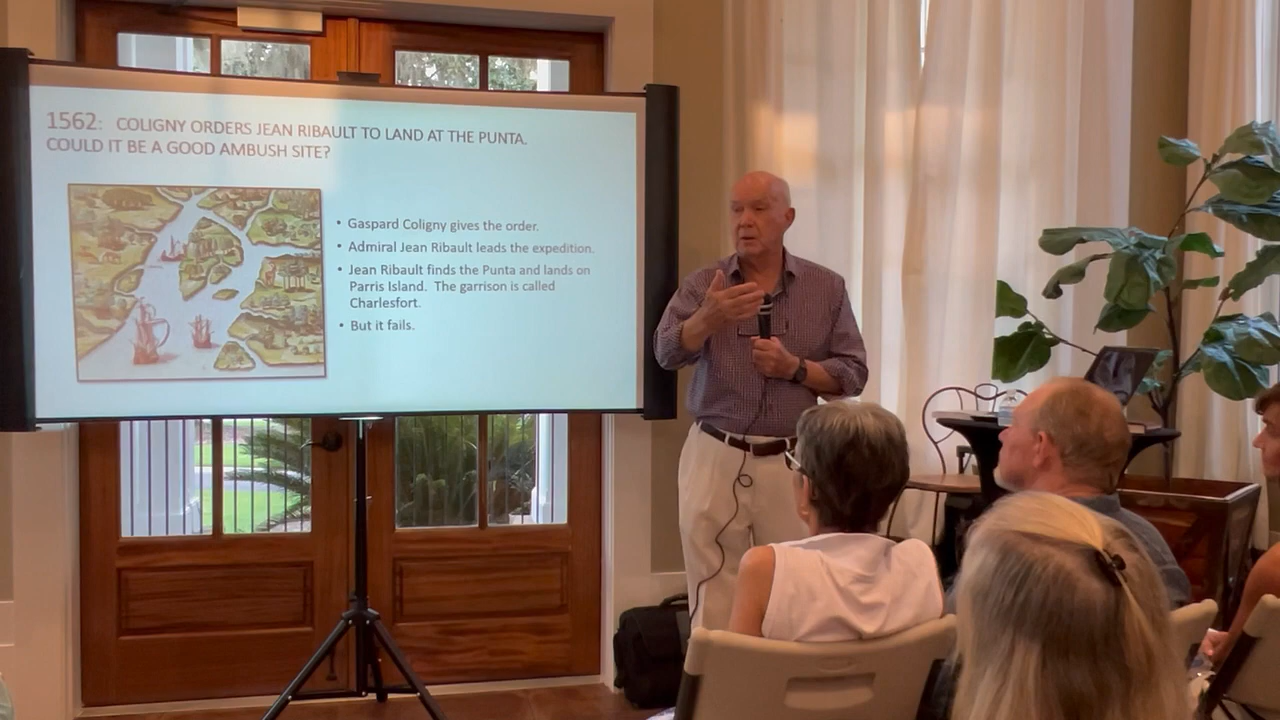 1562: COLIGNY ORDERS JEAN RIBAULT TO LAND AT THE PUNTA.
COULD IT BE A GOOD AMBUSH SITE?
• Gaspard Coligny gives the order.
• Admiral Jean Ribault leads the expedition.
• Jean Ribault finds the Punta and lands on
Parris Island. The garrison is called
Charlesfort.
• But it fails.